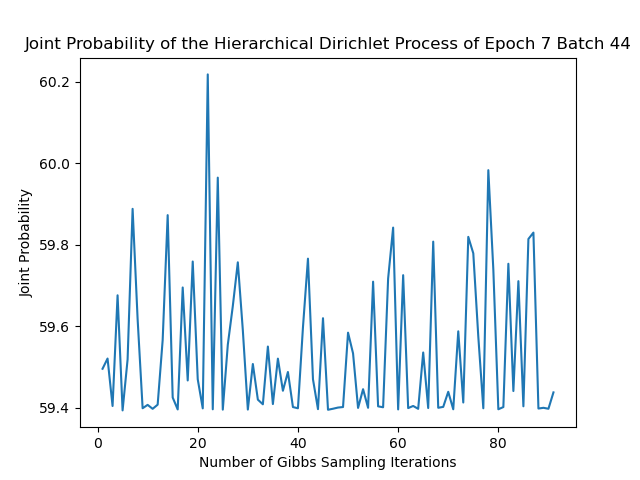 Joint Probability of the Hierarchical Dirichlet Process of Epoch 7 Batch 44
60.2
60.0
59.8
59.6
59.4
Joint Probability
0 20 40 60 80
Number of Gibbs Sampling Iterations